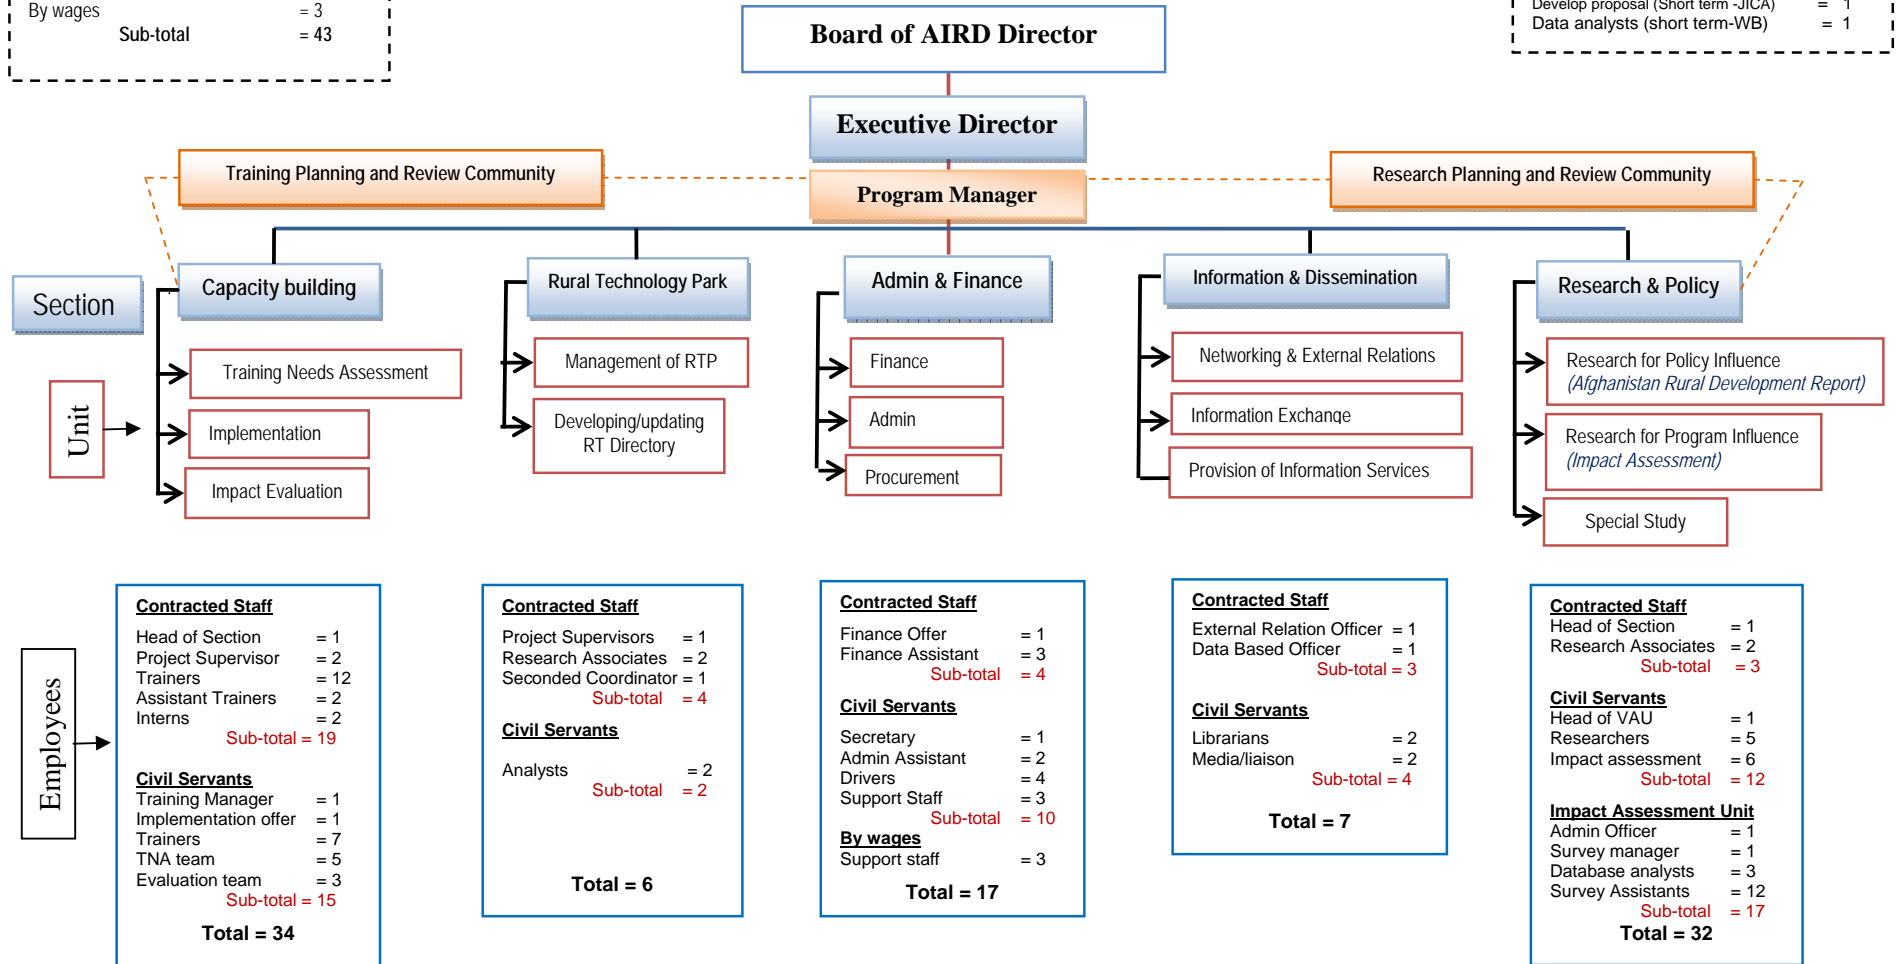 By wages = 3
Sub-total = 43
Develop proposal (Short term -JICA) = 1
Data analysts (short term-WB) = 1
Board of AIRD Director
Executive Director
Training Planning and Review Community
Program Manager
Research Planning and Review Community
Section
Capacity building
Rural Technology Park
Admin & Finance
Information & Dissemination
Research & Policy
Unit
Training Needs Assessment
Implementation
Impact Evaluation
Management of RTP
Developing/updating
RT Directory
Finance
Admin
Procurement
Networking & External Relations
Information Exchange
Provision of Information Services
Research for Policy Influence
(Afghanistan Rural Development Report)
Research for Program Influence
(Impact Assessment)
Special Study
Employees
Contracted Staff
Head of Section = 1
Project Supervisor = 2
Trainers = 12
Assistant Trainers = 2
Interns = 2
Sub-total = 19
Civil Servants
Training Manager = 1
Implementation offer = 1
Trainers = 7
TNA team = 5
Evaluation team = 3
Sub-total = 15
Total = 34
Contracted Staff
Project Supervisors = 1
Research Associates = 2
Seconded Coordinator = 1
Sub-total = 4
Civil Servants
Analysts = 2
Sub-total = 2
Total = 6
Contracted Staff
Finance Offer = 1
Finance Assistant = 3
Sub-total = 4
Civil Servants
Secretary = 1
Admin Assistant = 2
Drivers = 4
Support Staff = 3
Sub-total = 10
By wages
Support staff = 3
Total = 17
Contracted Staff
External Relation Officer = 1
Data Based Officer = 1
Sub-total = 3
Civil Servants
Librarians = 2
Media/liaison = 2
Sub-total = 4
Total = 7
Contracted Staff
Head of Section = 1
Research Associates = 2
Sub-total = 3
Civil Servants
Head of VAU = 1
Researchers = 5
Impact assessment = 6
Sub-total = 12
Impact Assessment Unit
Admin Officer = 1
Survey manager = 1
Database analysts = 3
Survey Assistants = 12
Sub-total = 17
Total = 32